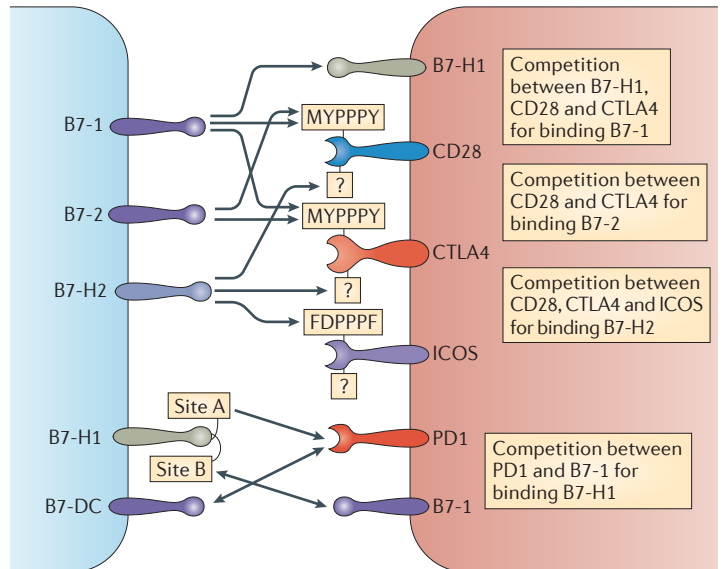 B7-H1
Competition
between B7-H1,
CD28 and CTLA4
for binding B7-1
B7-1
MYPPPY
CD28
?
Competition between
CD28 and CTLA4 for
binding B7-2
B7-2
MYPPPY
CTLA4
B7-H2
?
Competition between
CD28, CTLA4 and ICOS
for binding B7-H2
FDPPPF
ICOS
?
Site A
B7-H1
PD1
Site B
Competition between
PD1 and B7-1 for
binding B7-H1
B7-DC
B7-1